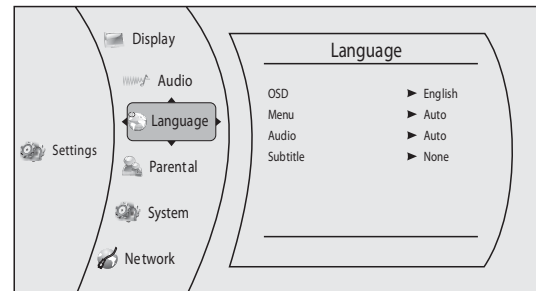 Settings
Display
Audio
Language
Parental
System
Network
Language
OSD English
Menu Auto
Audio Auto
Subtitle None